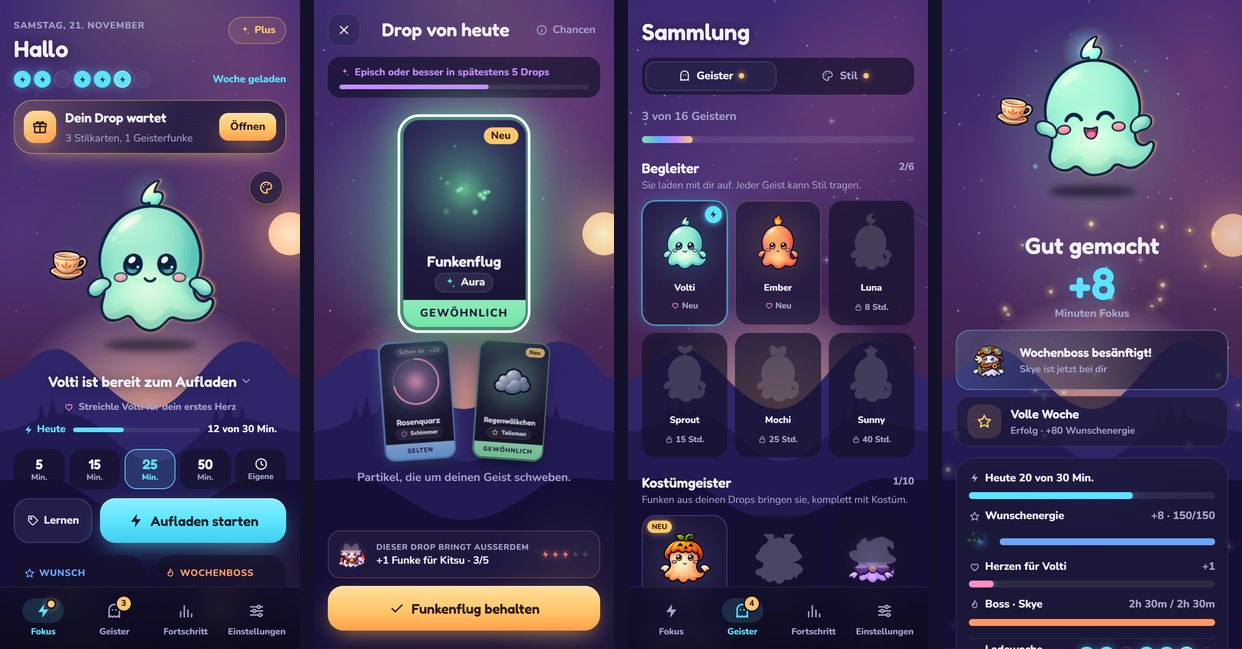 SAMSTAG, 21. NOVEMBER
Hallo
Plus
Woche geladen
Dein Drop wartet
3 Stilkarten, 1 Geisterfunke
Öffnen
Volti ist bereit zum Aufladen
Streichle Volti für dein erstes Herz
Heute
12 von 30 Min.
5 Min.
15 Min.
25 Min.
50 Min.
Eigene
Lernen
Aufladen starten
WUNSCH
WOCHENBOSS
Fokus
3
Geister
Fortschritt
Einstellungen
Drop von heute
Chancen
Episch oder besser in spätestens 5 Drops
Neu
Funkenflug
Aura
GEWÖHNLICH
Schon da · +20
Rosenquarz
Schimmer
SELTEN
Neu
Regenwölkchen
Talisman
GEWÖHNLICH
Partikel, die um deinen Geist schweben.
DIESER DROP BRINGT AUSSERDEM
+1 Funke für Kitsu · 3/5
Funkenflug behalten
Sammlung
Geister
Stil
3 von 16 Geistern
Begleiter
2/6
Sie laden mit dir auf. Jeder Geist kann Stil tragen.
Volti
Neu
Ember
Neu
Luna
8 Std.
Sprout
15 Std.
Mochi
25 Std.
Sunny
40 Std.
Kostümgeister
1/10
Funken aus deinen Drops bringen sie, komplett mit Kostüm.
NEU
Fokus
4
Geister
Fortschritt
Einstellungen
Gut gemacht
+8
Minuten Fokus
Wochenboss besänftigt!
Skye ist jetzt bei dir
Volle Woche
Erfolg · +80 Wunschenergie
Heute 20 von 30 Min.
Wunschenergie
+8 · 150/150
Herzen für Volti
+1
Boss · Skye
2h 30m / 2h 30m